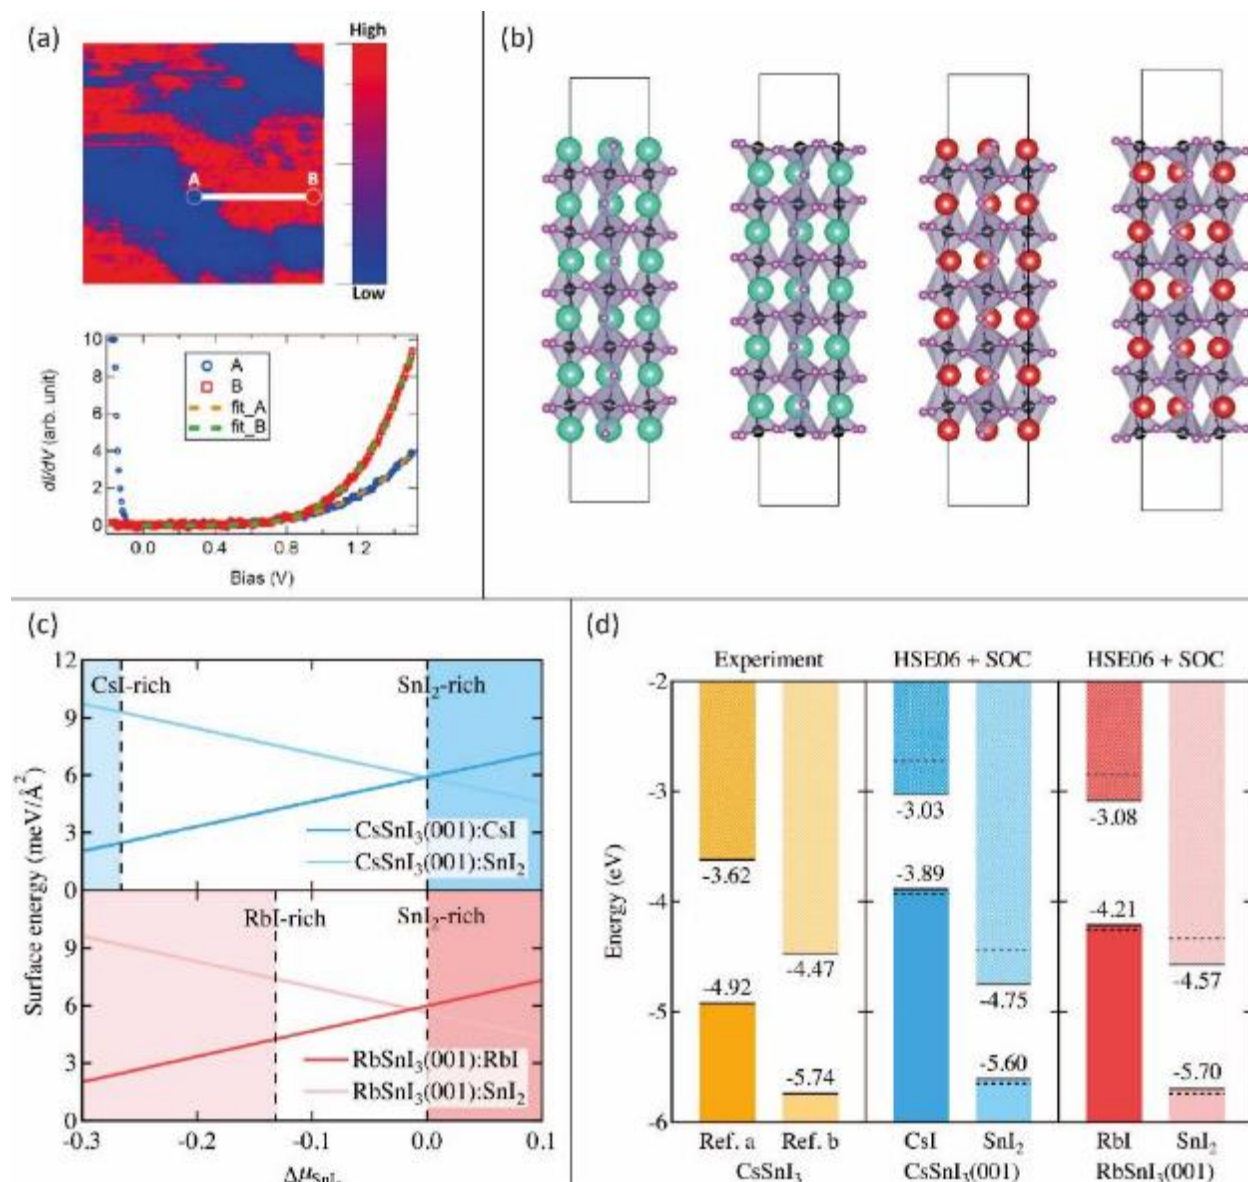 (a)
High
A
B
Low
10
8
6
4
2
0
dI/dV (arb. unit)
A
B
fit_A
fit_B
0.0 0.4 0.8 1.2
Bias (V)
(b)
(c)
12
9
6
3
0
9
6
3
0
Surface energy (meV/Å²)
CsI-rich
SnI₂-rich
CsSnI₃(001):CsI
CsSnI₃(001):SnI₂
RbI-rich
SnI₂-rich
RbSnI₃(001):RbI
RbSnI₃(001):SnI₂
-0.3 -0.2 -0.1 0.0 0.1
(d)
Experiment HSE06 + SOC HSE06 + SOC
-2
-3
-4
-5
-6
Energy (eV)
-3.62
-4.92
-4.47
-5.74
-3.03
-3.89
-4.75
-5.60
-3.08
-4.21
-4.57
-5.70
Ref. a Ref. b CsI SnI₂ RbI SnI₂
CsSnI₃ CsSnI₃(001) RbSnI₃(001)